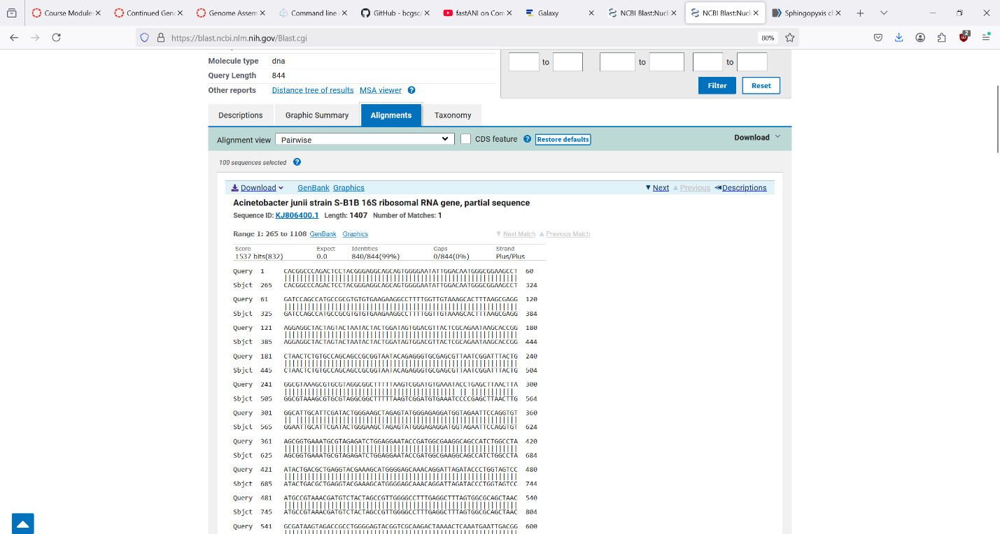 Course Module:
Continued Geno
Genome Assem
Command line c
GitHub - bcgsc/
fastANI on Com
Galaxy
NCBI Blast:Nucl
NCBI Blast:Nucl
Sphingopyxis cl
https://blast.ncbi.nlm.nih.gov/Blast.cgi
80%
2
Molecule type dna
Query Length 844
Other reports Distance tree of results MSA viewer ?
to to to
Filter Reset
Descriptions Graphic Summary Alignments Taxonomy
Alignment view Pairwise CDS feature ? Restore defaults Download
100 sequences selected ?
Download GenBank Graphics Next Previous Descriptions
Acinetobacter junii strain S-B1B 16S ribosomal RNA gene, partial sequence
Sequence ID: KJ806400.1 Length: 1407 Number of Matches: 1
Range 1: 265 to 1108 GenBank Graphics Next Match Previous Match
Score Expect Identities Gaps Strand
1537 bits(832) 0.0 840/844(99%) 0/844(0%) Plus/Plus
Query 1 CACGGCCCAGACTCCTACGGGAGGCAGCAGTGGGGAATATTGGACAATGGGCGGAAGCCT 60
Sbjct 265 CACGGCCCAGACTCCTACGGGAGGCAGCAGTGGGGAATATTGGACAATGGGCGGAAGCCT 324
Query 61 GATCCAGCCATGCCGCGTGTGTGAAGAAGGCCTTTTGGTTGTAAAGCACTTTAAGCGAGG 120
Sbjct 325 GATCCAGCCATGCCGCGTGTGTGAAGAAGGCCTTTTGGTTGTAAAGCACTTTAAGCGAGG 384
Query 121 AGGAGGCTACTAGTACTAATACTACTGGATAGTGGACGTTACTCGCAGAATAAGCACCGG 180
Sbjct 385 AGGAGGCTACTAGTACTAATACTACTGGATAGTGGACGTTACTCGCAGAATAAGCACCGG 444
Query 181 CTAACTCTGTGCCAGCAGCCGCGGTAATACAGAGGGTGCGAGCGTTAATCGGATTTACTG 240
Sbjct 445 CTAACTCTGTGCCAGCAGCCGCGGTAATACAGAGGGTGCGAGCGTTAATCGGATTTACTG 504
Query 241 GGCGTAAAGCGTGCGTAGGCGGCTTTTTAAGTCGGATGTGAAATACCTGAGCTTAACTTA 300
Sbjct 505 GGCGTAAAGCGTGCGTAGGCGGCTTTTTAAGTCGGATGTGAAATCCCCGAGCTTAACTTG 564
Query 301 GGCATTGCATTCGATACTGGGAAGCTAGAGTATGGGAGAGGATGGTAGAATTCCAGGTGT 360
Sbjct 565 GGAATTGCATTCGATACTGGGAAGCTAGAGTATGGGAGAGGATGGTAGAATTCCAGGTGT 624
Query 361 AGCGGTGAAATGCGTAGAGATCTGGAGGAATACCGATGGCGAAGGCAGCCATCTGGCCTA 420
Sbjct 625 AGCGGTGAAATGCGTAGAGATCTGGAGGAATACCGATGGCGAAGGCAGCCATCTGGCCTA 684
Query 421 ATACTGACGCTGAGGTACGAAAGCATGGGGAGCAAACAGGATTAGATACCCTGGTAGTCC 480
Sbjct 685 ATACTGACGCTGAGGTACGAAAGCATGGGGAGCAAACAGGATTAGATACCCTGGTAGTCC 744
Query 481 ATGCCGTAAACGATGTCTACTAGCCGTTGGGGCCTTTGAGGCTTTAGTGGCGCAGCTAAC 540
Sbjct 745 ATGCCGTAAACGATGTCTACTAGCCGTTGGGGCCTTTGAGGCTTTAGTGGCGCAGCTAAC 804
Query 541 GCGATAAGTAGACCGCCTGGGGAGTACGGTCGCAAGACTAAAACTCAAATGAATTGACGG 600